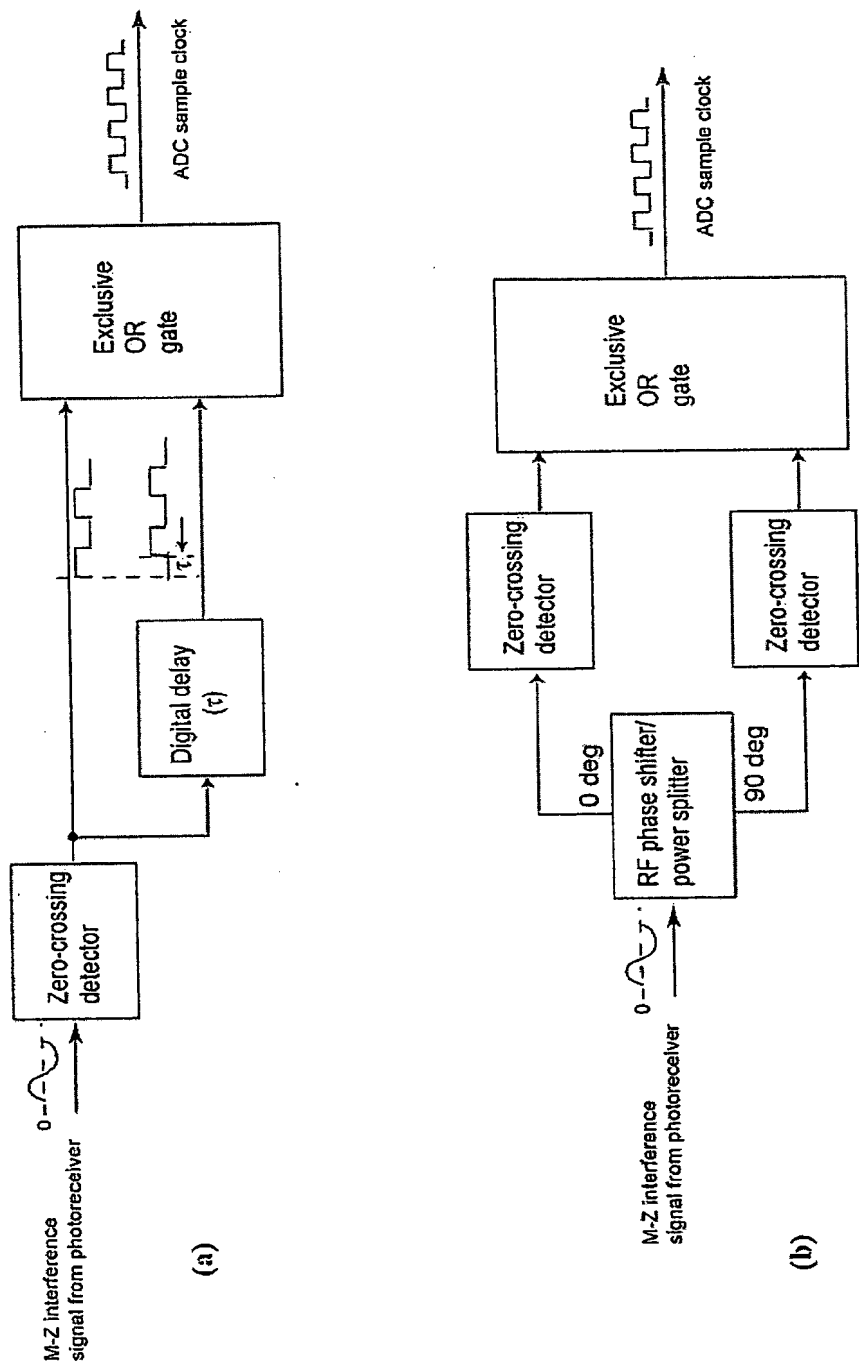 M-Z interference
signal from photoreceiver
0
Zero-crossing
detector
Digital delay
(τ)
τ
Exclusive
OR
gate
ADC sample clock
(a)
M-Z interference
signal from photoreceiver
0
RF phase shifter/
power splitter
0 deg
90 deg
Zero-crossing
detector
Zero-crossing
detector
Exclusive
OR
gate
ADC sample clock
(b)